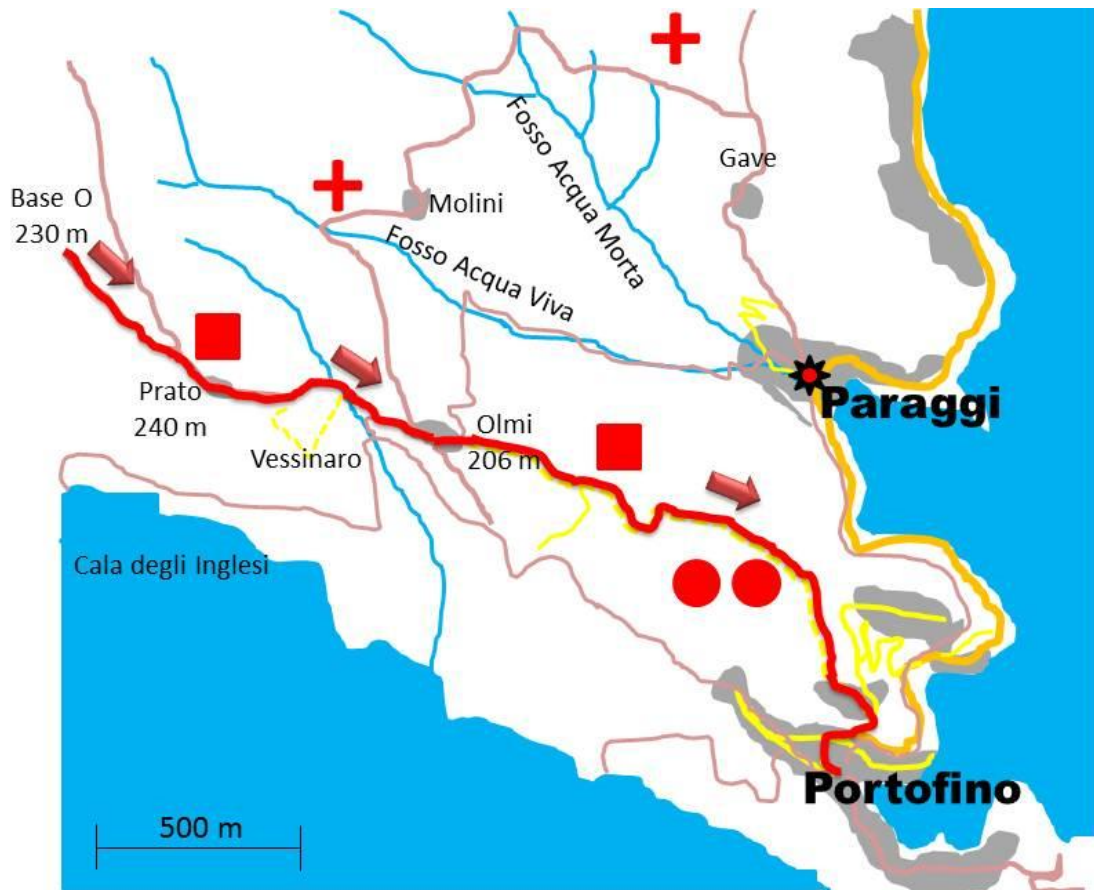 Fosso Acqua Morta
Gave
Molini
Base O
230 m
Fosso Acqua Viva
Prato
240 m
Paraggi
Olmi
206 m
Vessinaro
Cala degli Inglesi
Portofino
500 m